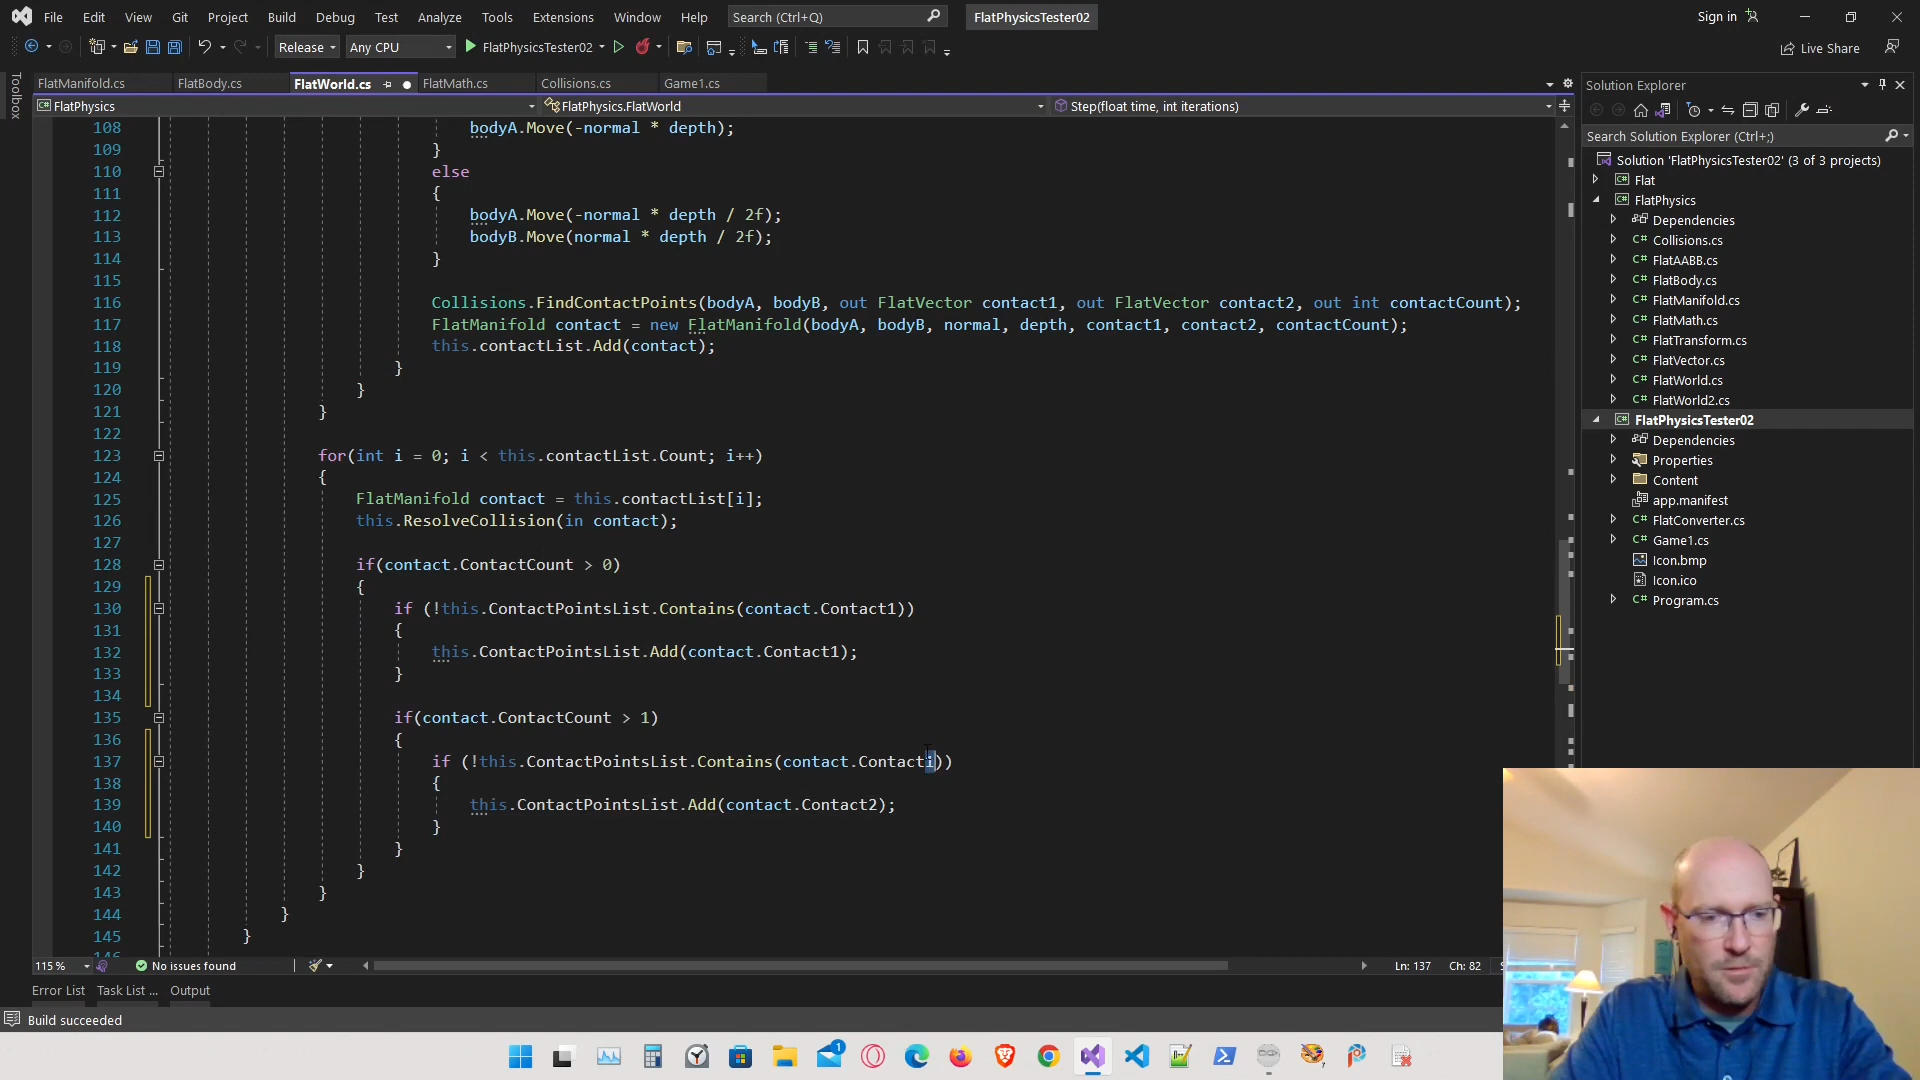 File Edit View Git Project Build Debug Test Analyze Tools Extensions Window Help Search (Ctrl+Q) FlatPhysicsTester02 Sign in
Release Any CPU FlatPhysicsTester02 Live Share
Toolbox
FlatManifold.cs FlatBody.cs FlatWorld.cs FlatMath.cs Collisions.cs Game1.cs
FlatPhysics FlatPhysics.FlatWorld Step(float time, int iterations)
108 bodyA.Move(-normal * depth);
109 }
110 else
111 {
112 bodyA.Move(-normal * depth / 2f);
113 bodyB.Move(normal * depth / 2f);
114 }
115
116 Collisions.FindContactPoints(bodyA, bodyB, out FlatVector contact1, out FlatVector contact2, out int contactCount);
117 FlatManifold contact = new FlatManifold(bodyA, bodyB, normal, depth, contact1, contact2, contactCount);
118 this.contactList.Add(contact);
119 }
120 }
121 }
122
123 for(int i = 0; i < this.contactList.Count; i++)
124 {
125 FlatManifold contact = this.contactList[i];
126 this.ResolveCollision(in contact);
127
128 if(contact.ContactCount > 0)
129 {
130 if (!this.ContactPointsList.Contains(contact.Contact1))
131 {
132 this.ContactPointsList.Add(contact.Contact1);
133 }
134
135 if(contact.ContactCount > 1)
136 {
137 if (!this.ContactPointsList.Contains(contact.Contact1))
138 {
139 this.ContactPointsList.Add(contact.Contact2);
140 }
141 }
142 }
143 }
144 }
145 }
115 % No issues found Ln: 137 Ch: 82
Error List Task List ... Output
Build succeeded
Solution Explorer
Search Solution Explorer (Ctrl+;)
Solution 'FlatPhysicsTester02' (3 of 3 projects)
Flat
FlatPhysics
Dependencies
Collisions.cs
FlatAABB.cs
FlatBody.cs
FlatManifold.cs
FlatMath.cs
FlatTransform.cs
FlatVector.cs
FlatWorld.cs
FlatWorld2.cs
FlatPhysicsTester02
Dependencies
Properties
Content
app.manifest
FlatConverter.cs
Game1.cs
Icon.bmp
Icon.ico
Program.cs
1